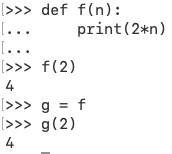 [>>> def f(n):
[...     print(2*n)
[...
[>>> f(2)
4
[>>> g = f
[>>> g(2)
4